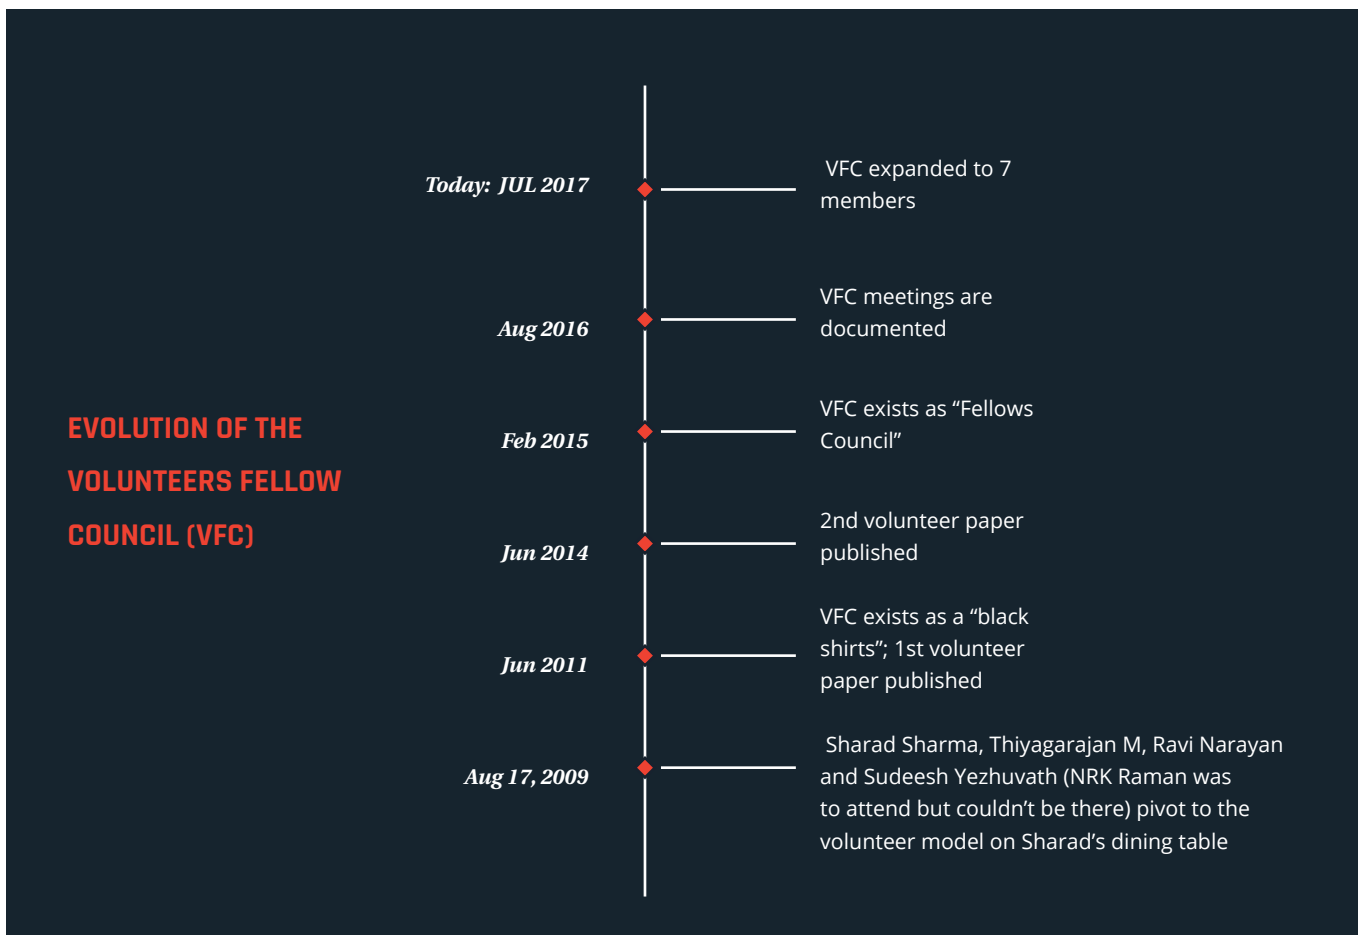 EVOLUTION OF THE
VOLUNTEERS FELLOW
COUNCIL (VFC)
Today: JUL 2017
VFC expanded to 7
members
Aug 2016
VFC meetings are
documented
Feb 2015
VFC exists as “Fellows
Council”
Jun 2014
2nd volunteer paper
published
Jun 2011
VFC exists as a “black
shirts”; 1st volunteer
paper published
Aug 17, 2009
Sharad Sharma, Thiyagarajan M, Ravi Narayan
and Sudeesh Yezhuvath (NRK Raman was
to attend but couldn’t be there) pivot to the
volunteer model on Sharad’s dining table